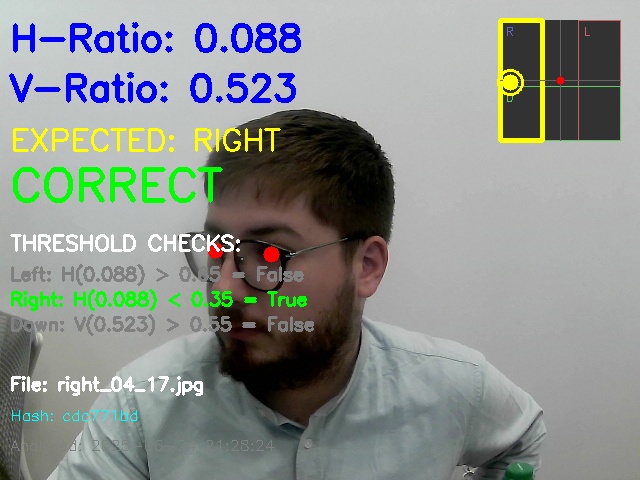 H-Ratio: 0.088
V-Ratio: 0.523
R
L
D
EXPECTED: RIGHT
CORRECT
THRESHOLD CHECKS:
Left: H(0.088) > 0.65 = False
Right: H(0.088) < 0.35 = True
Down: V(0.523) > 0.55 = False
File: right_04_17.jpg
Hash: